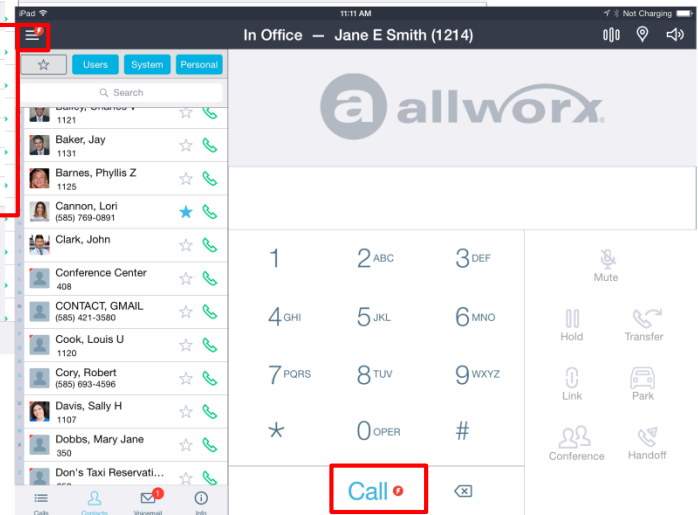 iPad 11:11 AM Not Charging
In Office — Jane E Smith (1214)
Users System Personal
Search
allworx
Bailey, Charles V
1121
Baker, Jay
1131
Barnes, Phyllis Z
1125
Cannon, Lori
(585) 769-0891
Clark, John
Conference Center
408
CONTACT, GMAIL
(585) 421-3580
Cook, Louis U
1120
Cory, Robert
(585) 693-4596
Davis, Sally H
1107
Dobbs, Mary Jane
350
Don's Taxi Reservati...
1 2 ABC 3 DEF
4 GHI 5 JKL 6 MNO
7 PQRS 8 TUV 9 WXYZ
* 0 OPER #
Call
Mute
Hold Transfer
Link Park
Conference Handoff
1
Calls Contacts Voicemail Info